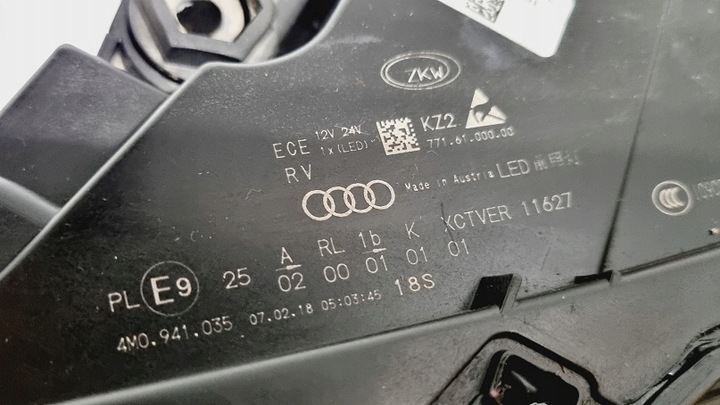 ZKW
ECE 12V 24V 1x(LED) KZ2
771.61.000.00
RV
Made in Austria LED
A RL 1b K XCTVER 11627
PL E9 25 02 00 01 01 01
4M0.941.035 07.02.18 05:03:45 18S
CCC